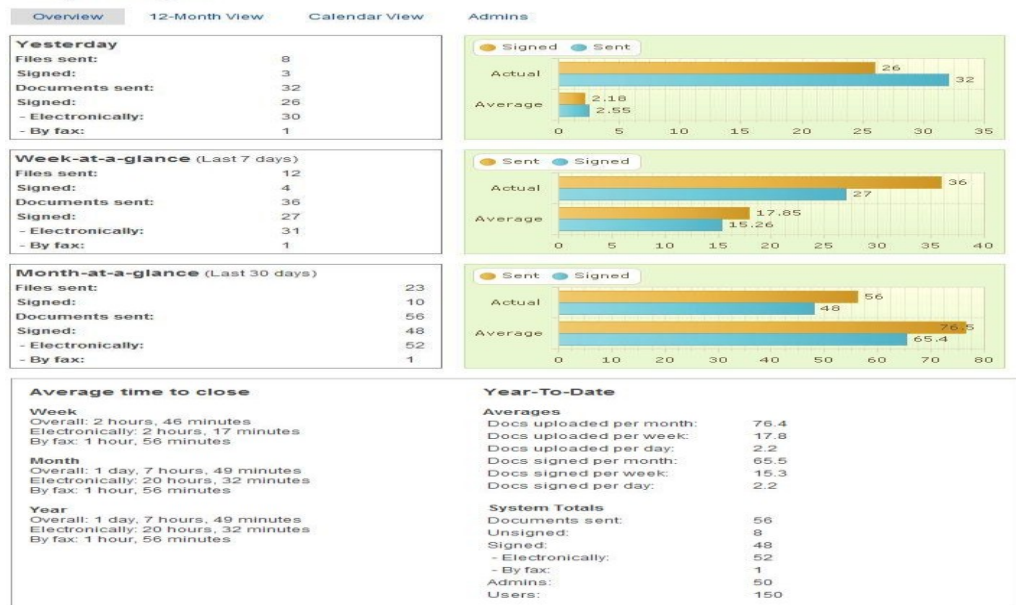 Overview 12-Month View Calendar View Admins
Yesterday
Files sent: 8
Signed: 3
Documents sent: 32
Signed: 26
- Electronically: 30
- By fax: 1
Signed Sent
Actual 26
32
Average 2.18
2.55
0 5 10 15 20 25 30 35
Week-at-a-glance (Last 7 days)
Files sent: 12
Signed: 4
Documents sent: 36
Signed: 27
- Electronically: 31
- By fax: 1
Sent Signed
Actual 36
27
Average 17.85
15.26
0 5 10 15 20 25 30 35 40
Month-at-a-glance (Last 30 days)
Files sent: 23
Signed: 10
Documents sent: 56
Signed: 48
- Electronically: 52
- By fax: 1
Sent Signed
Actual 56
48
Average 76.5
65.4
0 10 20 30 40 50 60 70 80
Average time to close
Week
Overall: 2 hours, 46 minutes
Electronically: 2 hours, 17 minutes
By fax: 1 hour, 56 minutes
Month
Overall: 1 day, 7 hours, 49 minutes
Electronically: 20 hours, 32 minutes
By fax: 1 hour, 56 minutes
Year
Overall: 1 day, 7 hours, 49 minutes
Electronically: 20 hours, 32 minutes
By fax: 1 hour, 56 minutes
Year-To-Date
Averages
Docs uploaded per month: 76.4
Docs uploaded per week: 17.8
Docs uploaded per day: 2.2
Docs signed per month: 65.5
Docs signed per week: 15.3
Docs signed per day: 2.2
System Totals
Documents sent: 56
Unsigned: 8
Signed: 48
- Electronically: 52
- By fax: 1
Admins: 50
Users: 150